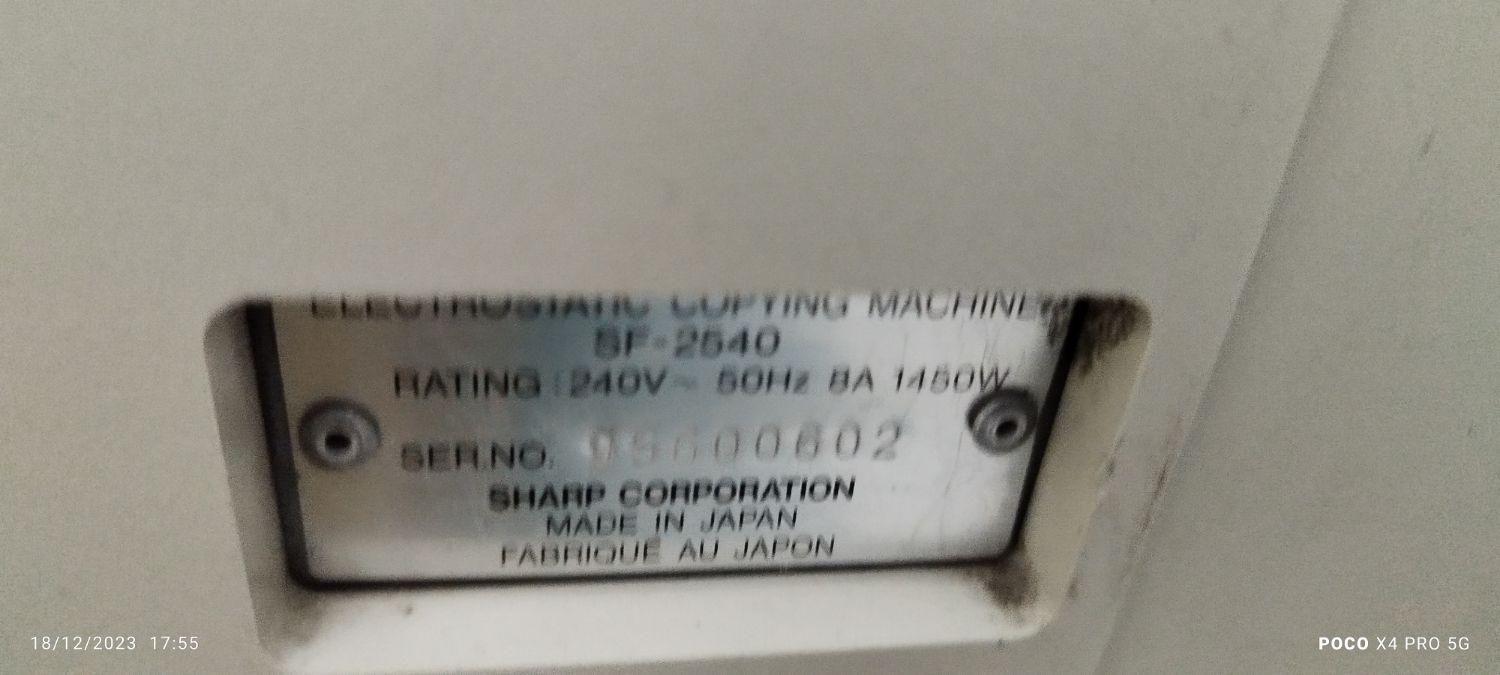 ELECTROSTATIC COPYING MACHINE
SF-2540
RATING : 240V ~ 50Hz 8A 1450W
SER.NO.
SHARP CORPORATION
MADE IN JAPAN
FABRIQUÉ AU JAPON
18/12/2023 17:55
POCO X4 PRO 5G